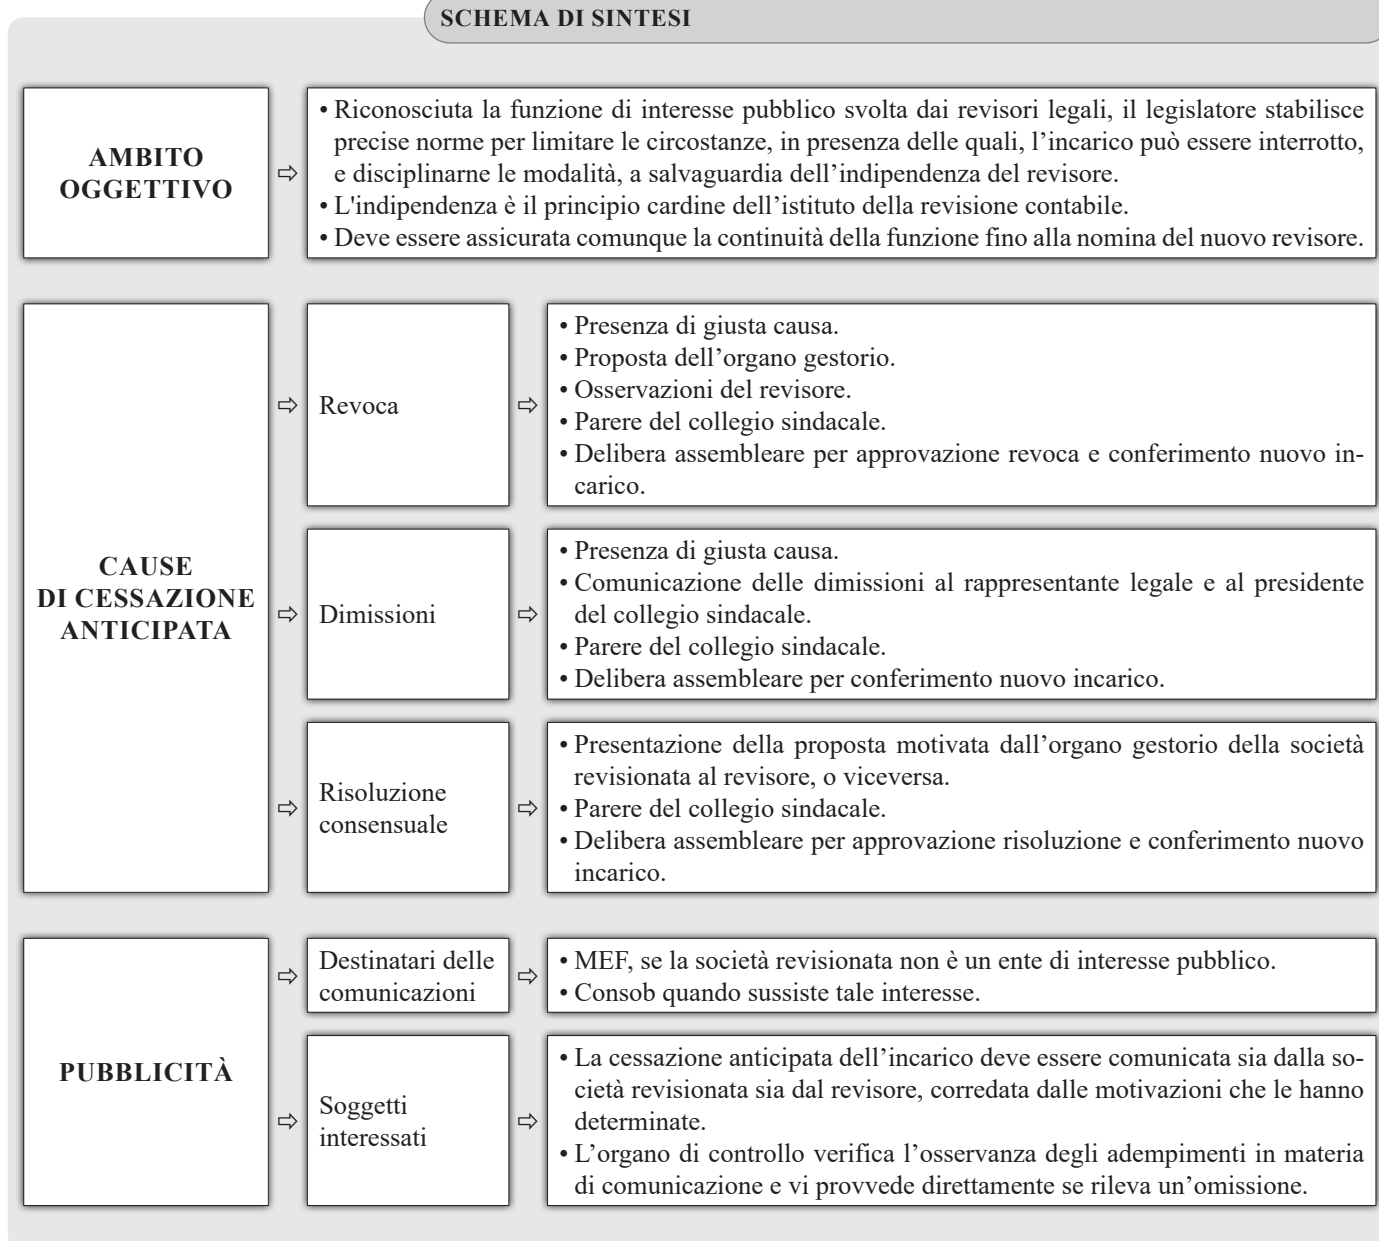 SCHEMA DI SINTESI
AMBITO
OGGETTIVO
⇨
• Riconosciuta la funzione di interesse pubblico svolta dai revisori legali, il legislatore stabilisce
precise norme per limitare le circostanze, in presenza delle quali, l’incarico può essere interrotto,
e disciplinarne le modalità, a salvaguardia dell’indipendenza del revisore.
• L'indipendenza è il principio cardine dell’istituto della revisione contabile.
• Deve essere assicurata comunque la continuità della funzione fino alla nomina del nuovo revisore.
CAUSE
DI CESSAZIONE
ANTICIPATA
⇨
Revoca
⇨
• Presenza di giusta causa.
• Proposta dell’organo gestorio.
• Osservazioni del revisore.
• Parere del collegio sindacale.
• Delibera assembleare per approvazione revoca e conferimento nuovo in-
carico.
⇨
Dimissioni
⇨
• Presenza di giusta causa.
• Comunicazione delle dimissioni al rappresentante legale e al presidente
del collegio sindacale.
• Parere del collegio sindacale.
• Delibera assembleare per conferimento nuovo incarico.
⇨
Risoluzione
consensuale
⇨
• Presentazione della proposta motivata dall’organo gestorio della società
revisionata al revisore, o viceversa.
• Parere del collegio sindacale.
• Delibera assembleare per approvazione risoluzione e conferimento nuovo
incarico.
PUBBLICITÀ
⇨
Destinatari delle
comunicazioni
⇨
• MEF, se la società revisionata non è un ente di interesse pubblico.
• Consob quando sussiste tale interesse.
⇨
Soggetti
interessati
⇨
• La cessazione anticipata dell’incarico deve essere comunicata sia dalla so-
cietà revisionata sia dal revisore, corredata dalle motivazioni che le hanno
determinate.
• L’organo di controllo verifica l’osservanza degli adempimenti in materia
di comunicazione e vi provvede direttamente se rileva un’omissione.